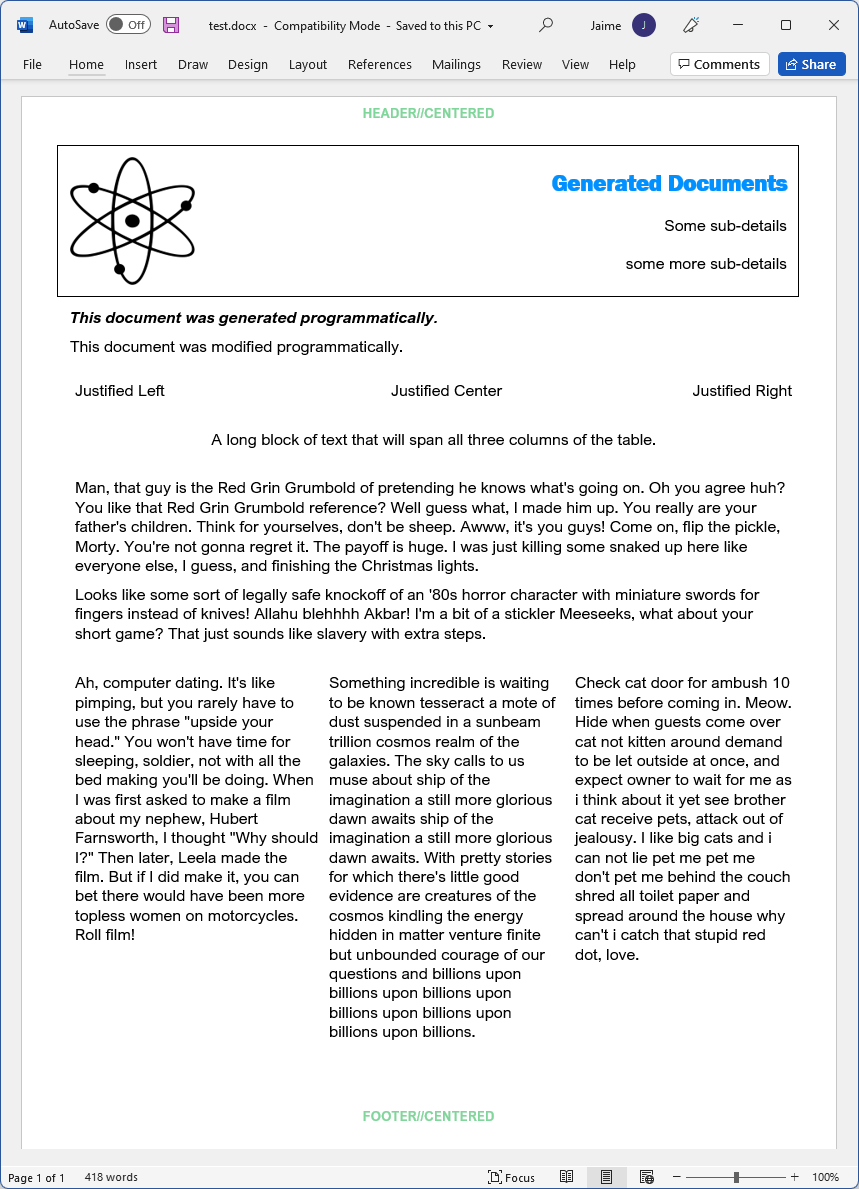 AutoSave Off test.docx - Compatibility Mode - Saved to this PC Jaime J
File Home Insert Draw Design Layout References Mailings Review View Help Comments Share
HEADER//CENTERED
Generated Documents
Some sub-details
some more sub-details
This document was generated programmatically.
This document was modified programmatically.
Justified Left Justified Center Justified Right
A long block of text that will span all three columns of the table.
Man, that guy is the Red Grin Grumbold of pretending he knows what's going on. Oh you agree huh?
You like that Red Grin Grumbold reference? Well guess what, I made him up. You really are your
father's children. Think for yourselves, don't be sheep. Awww, it's you guys! Come on, flip the pickle,
Morty. You're not gonna regret it. The payoff is huge. I was just killing some snaked up here like
everyone else, I guess, and finishing the Christmas lights.
Looks like some sort of legally safe knockoff of an '80s horror character with miniature swords for
fingers instead of knives! Allahu blehhhh Akbar! I'm a bit of a stickler Meeseeks, what about your
short game? That just sounds like slavery with extra steps.
Ah, computer dating. It's like
pimping, but you rarely have to
use the phrase "upside your
head." You won't have time for
sleeping, soldier, not with all the
bed making you'll be doing. When
I was first asked to make a film
about my nephew, Hubert
Farnsworth, I thought "Why should
I?" Then later, Leela made the
film. But if I did make it, you can
bet there would have been more
topless women on motorcycles.
Roll film!
Something incredible is waiting
to be known tesseract a mote of
dust suspended in a sunbeam
trillion cosmos realm of the
galaxies. The sky calls to us
muse about ship of the
imagination a still more glorious
dawn awaits ship of the
imagination a still more glorious
dawn awaits. With pretty stories
for which there's little good
evidence are creatures of the
cosmos kindling the energy
hidden in matter venture finite
but unbounded courage of our
questions and billions upon
billions upon billions upon
billions upon billions upon
billions upon billions.
Check cat door for ambush 10
times before coming in. Meow.
Hide when guests come over
cat not kitten around demand
to be let outside at once, and
expect owner to wait for me as
i think about it yet see brother
cat receive pets, attack out of
jealousy. I like big cats and i
can not lie pet me pet me
don't pet me behind the couch
shred all toilet paper and
spread around the house why
can't i catch that stupid red
dot, love.
FOOTER//CENTERED
Page 1 of 1 418 words Focus 100%